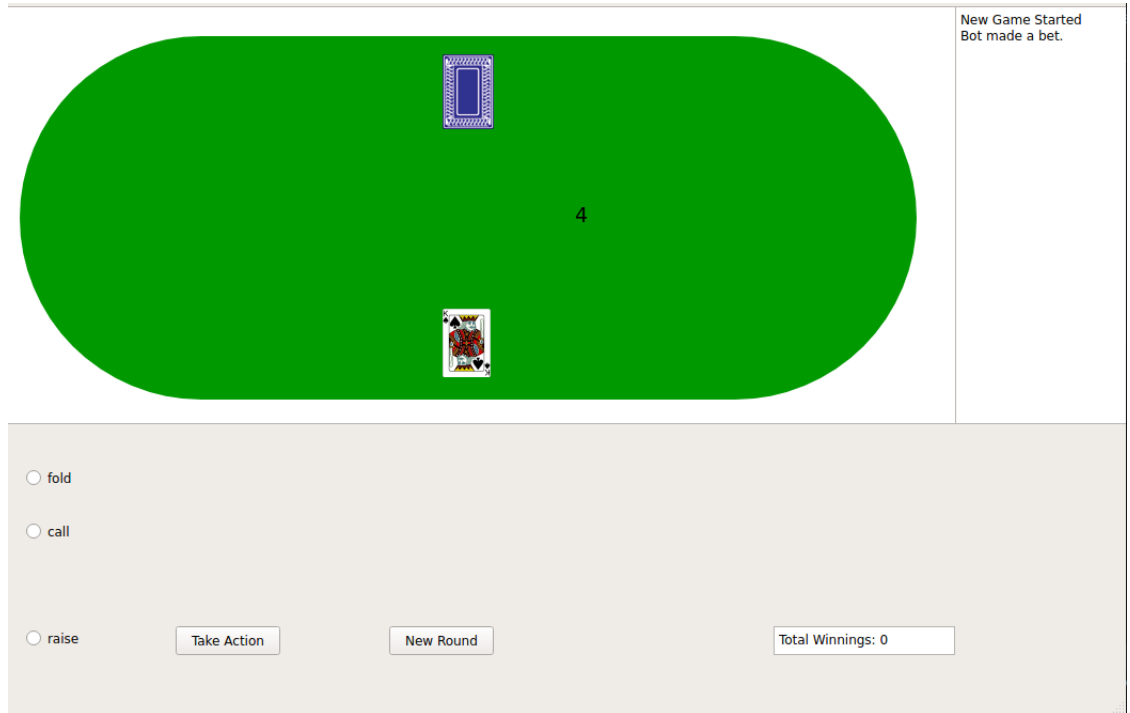 New Game Started
Bot made a bet.
4
K
K
fold
call
raise
Take Action
New Round
Total Winnings: 0